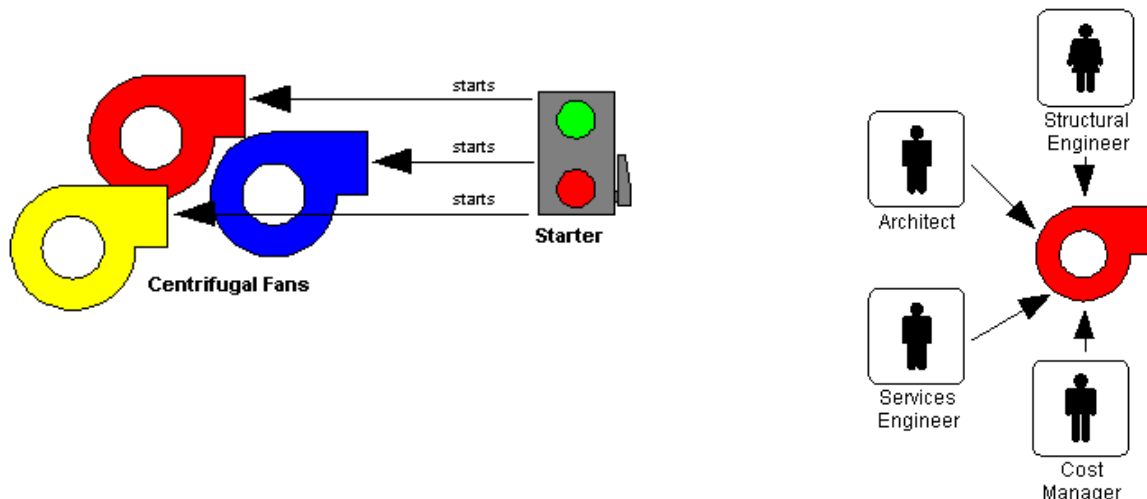 starts
starts
starts
Starter
Centrifugal Fans
Structural
Engineer
Architect
Services
Engineer
Cost
Manager